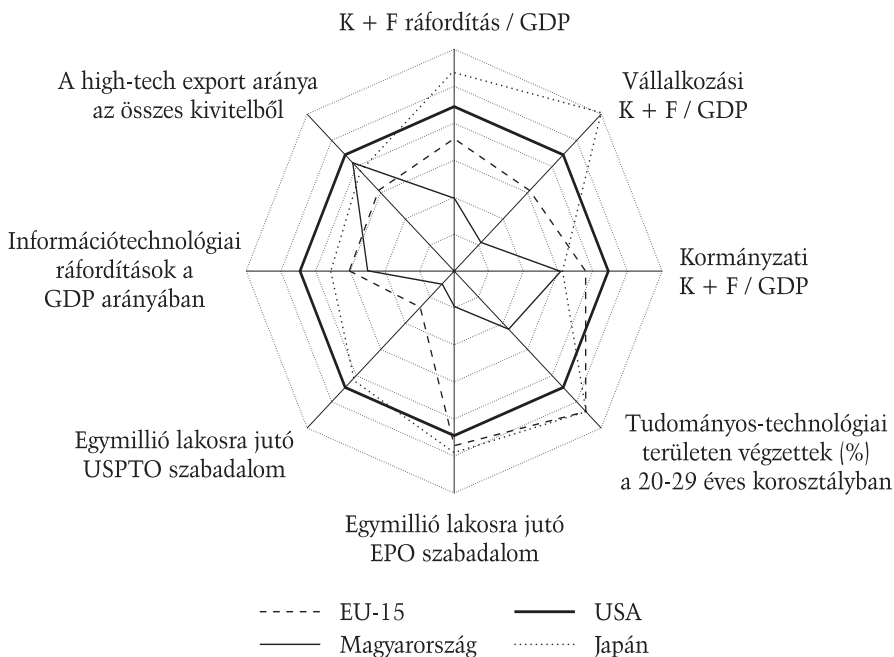 K + F ráfordítás / GDP
A high-tech export aránya
az összes kivitelből
Vállalkozási
K + F / GDP
Információtechnológiai
ráfordítások a
GDP arányában
Kormányzati
K + F / GDP
Egymillió lakosra jutó
USPTO szabadalom
Tudományos-technológiai
területen végzettek (%)
a 20-29 éves korosztályban
Egymillió lakosra jutó
EPO szabadalom
EU-15
USA
Magyarország
Japán